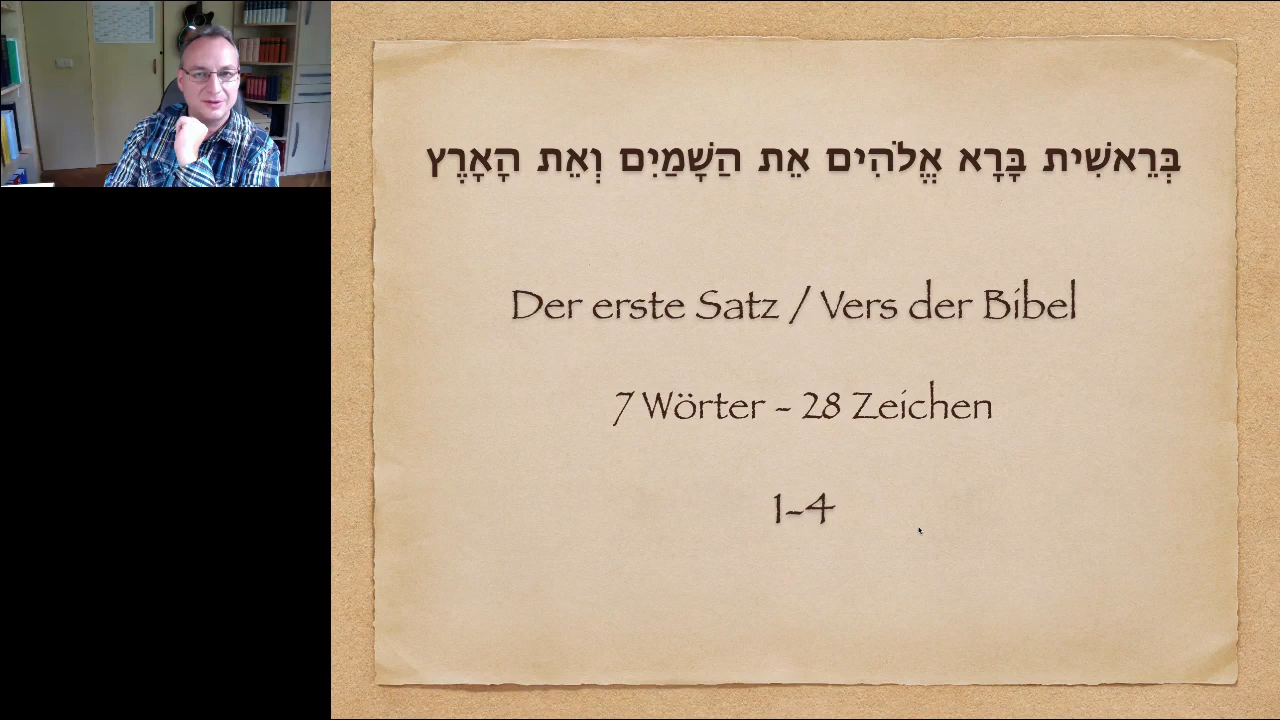 בְּרֵאשִׁית בָּרָא אֱלֹהִים אֵת הַשָּׁמַיִם וְאֵת הָאָרֶץ
Der erste Satz / Vers der Bibel
7 Wörter - 28 Zeichen
1-4